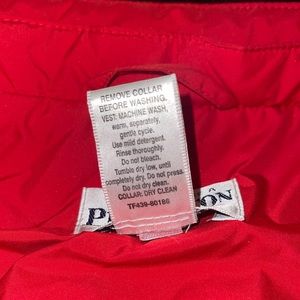 REMOVE COLLAR
BEFORE WASHING.
VEST: MACHINE WASH,
warm, separately,
gentle cycle.
Use mild detergent.
Rinse thoroughly.
Do not bleach.
Tumble dry low, until
completely dry. Do not press.
Do not dry clean.
COLLAR: DRY CLEAN
TF439-80186